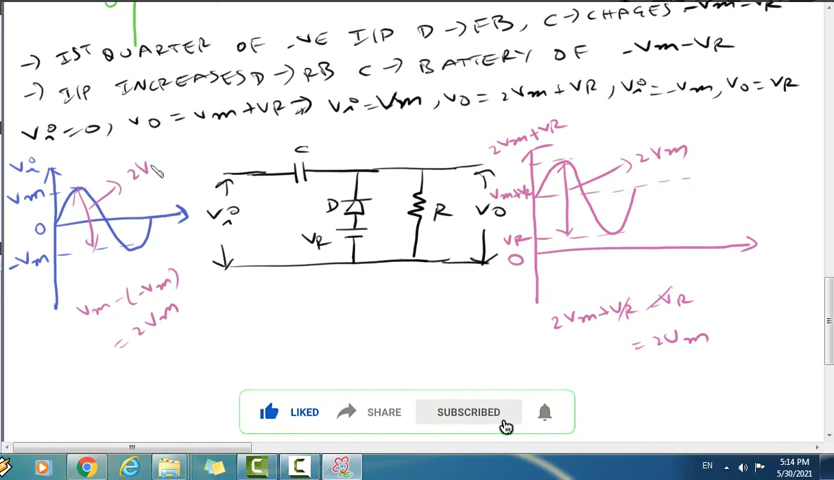 C → CHAGES -Vm-VR
→ IST QUARTER OF -VE I/P D → FB,
→ I/P INCREASES D → RB C → BATTERY OF -Vm-VR
Vi=0, VO = Vm+VR ⇒ Vi=Vm, VO = 2Vm+VR, Vi=-Vm, VO=VR
Vi
Vm
0
-Vm
2V
Vm-(-Vm)
= 2Vm
C
Vi
D
VR
R
VO
2Vm+VR
Vm+VR
VR
0
2Vm
2Vm+VR-VR
= 2Vm
LIKED SHARE SUBSCRIBED
EN 5:14 PM
5/30/2021